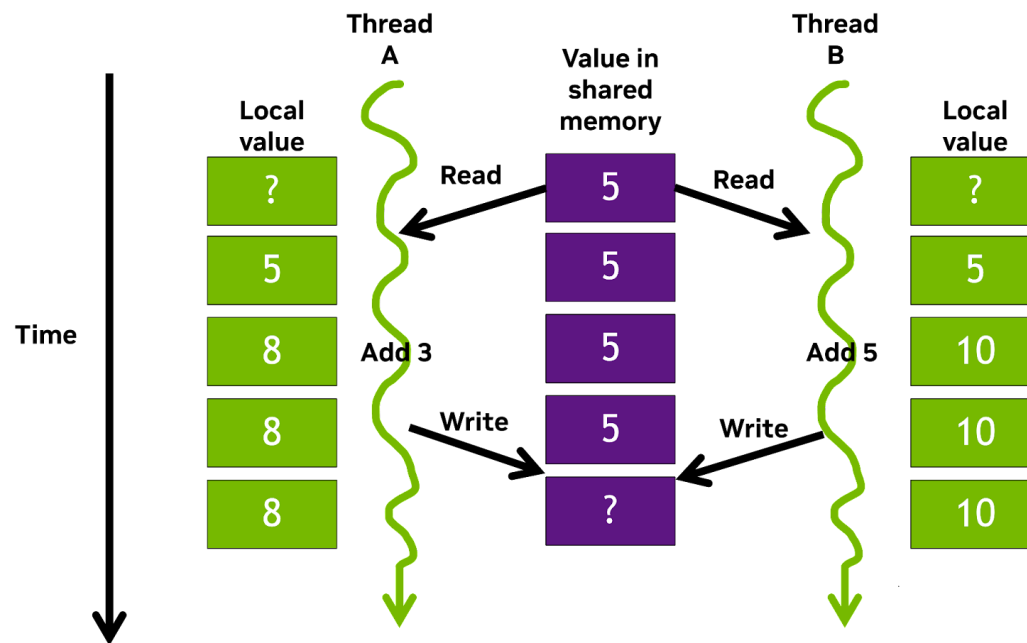 Thread
A
Thread
B
Value in
shared
memory
Local
value
Local
value
?
Read
5
Read
?
5
5
5
Time
8
Add 3
5
Add 5
10
8
Write
5
Write
10
8
?
10